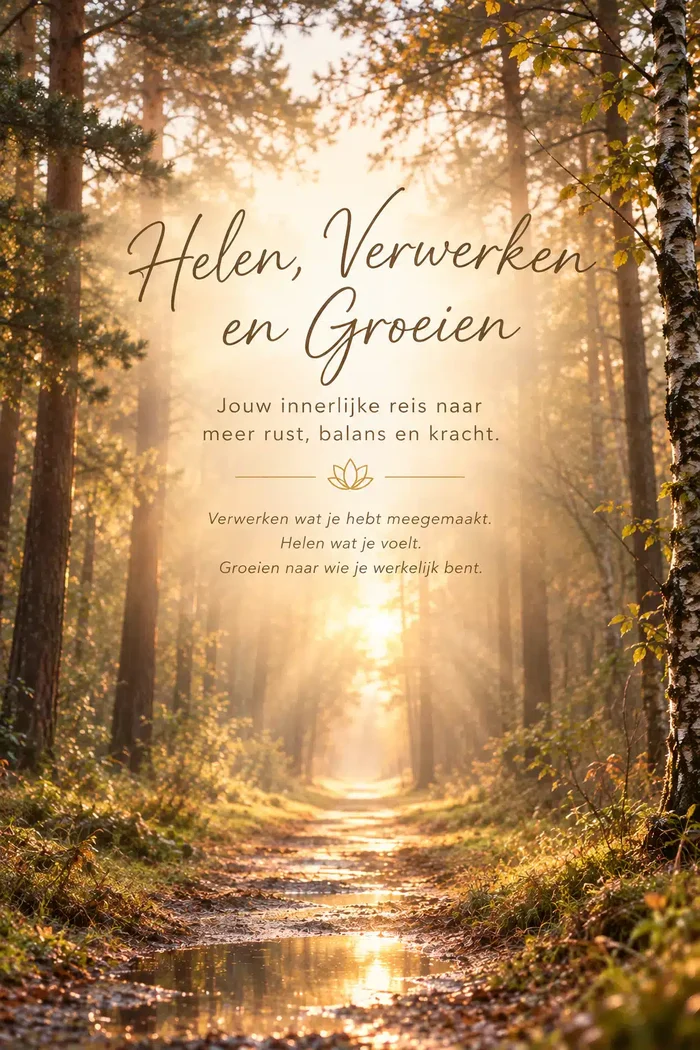 Helen, Verwerken
en Groeien
Jouw innerlijke reis naar
meer rust, balans en kracht.
Verwerken wat je hebt meegemaakt.
Helen wat je voelt.
Groeien naar wie je werkelijk bent.